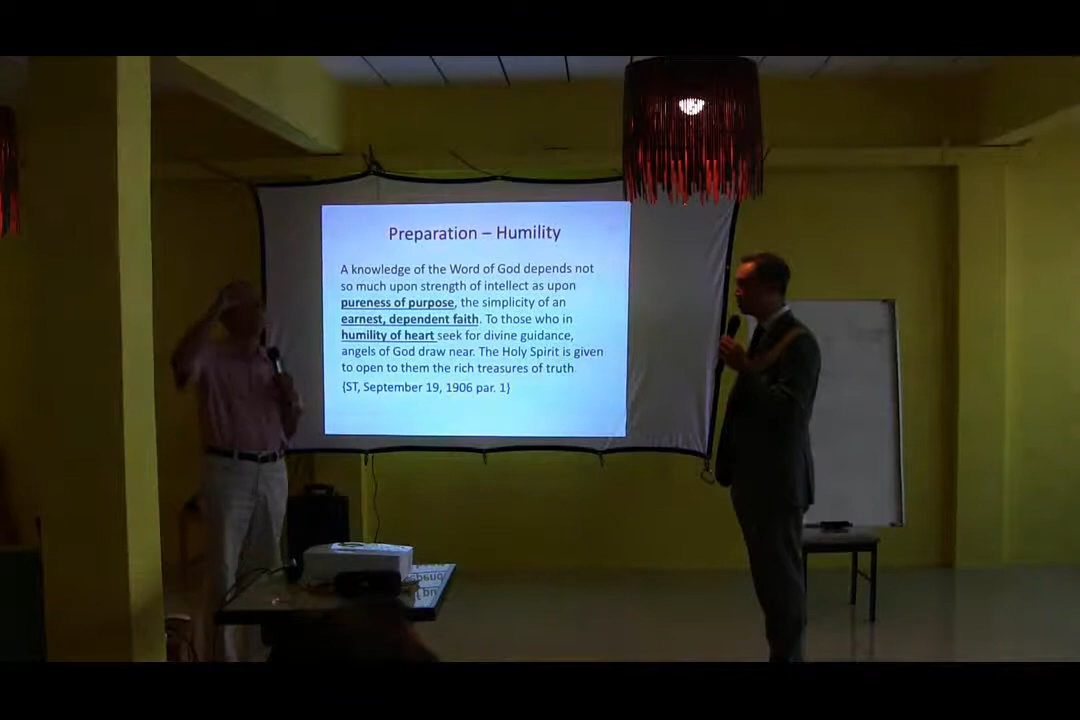 Preparation – Humility
A knowledge of the Word of God depends not
so much upon strength of intellect as upon
pureness of purpose, the simplicity of an
earnest, dependent faith. To those who in
humility of heart seek for divine guidance,
angels of God draw near. The Holy Spirit is given
to open to them the rich treasures of truth
{ST, September 19, 1906 par. 1}